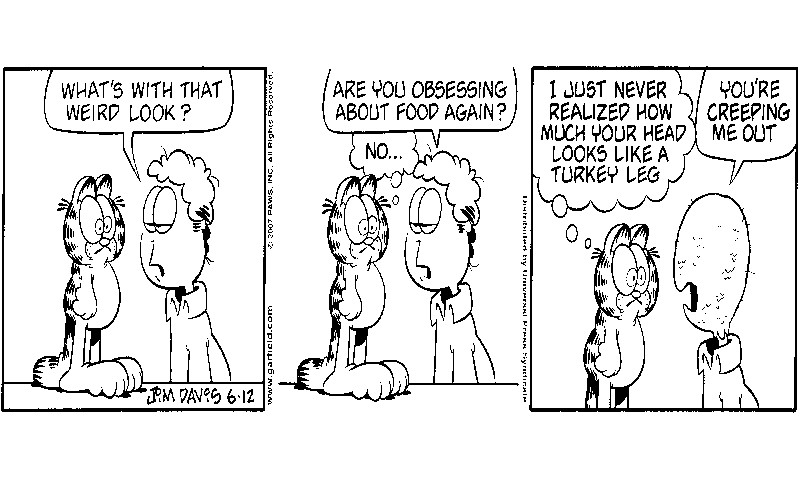 WHAT'S WITH THAT
WEIRD LOOK?
JIM DAVIS 6·12
© 2007 PAWS, INC. All Rights Reserved.
www.garfield.com
ARE YOU OBSESSING
ABOUT FOOD AGAIN?
NO...
Distributed by Universal Press Syndicate
I JUST NEVER
REALIZED HOW
MUCH YOUR HEAD
LOOKS LIKE A
TURKEY LEG
YOU'RE
CREEPING
ME OUT